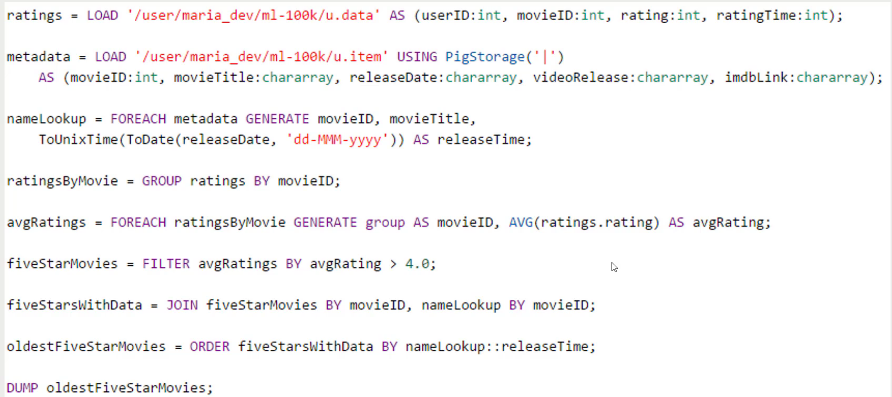 ratings = LOAD '/user/maria_dev/ml-100k/u.data' AS (userID:int, movieID:int, rating:int, ratingTime:int);
metadata = LOAD '/user/maria_dev/ml-100k/u.item' USING PigStorage('|')
AS (movieID:int, movieTitle:chararray, releaseDate:chararray, videoRelease:chararray, imdbLink:chararray);
nameLookup = FOREACH metadata GENERATE movieID, movieTitle,
ToUnixTime(ToDate(releaseDate, 'dd-MMM-yyyy')) AS releaseTime;
ratingsByMovie = GROUP ratings BY movieID;
avgRatings = FOREACH ratingsByMovie GENERATE group AS movieID, AVG(ratings.rating) AS avgRating;
fiveStarMovies = FILTER avgRatings BY avgRating > 4.0;
fiveStarsWithData = JOIN fiveStarMovies BY movieID, nameLookup BY movieID;
oldestFiveStarMovies = ORDER fiveStarsWithData BY nameLookup::releaseTime;
DUMP oldestFiveStarMovies;